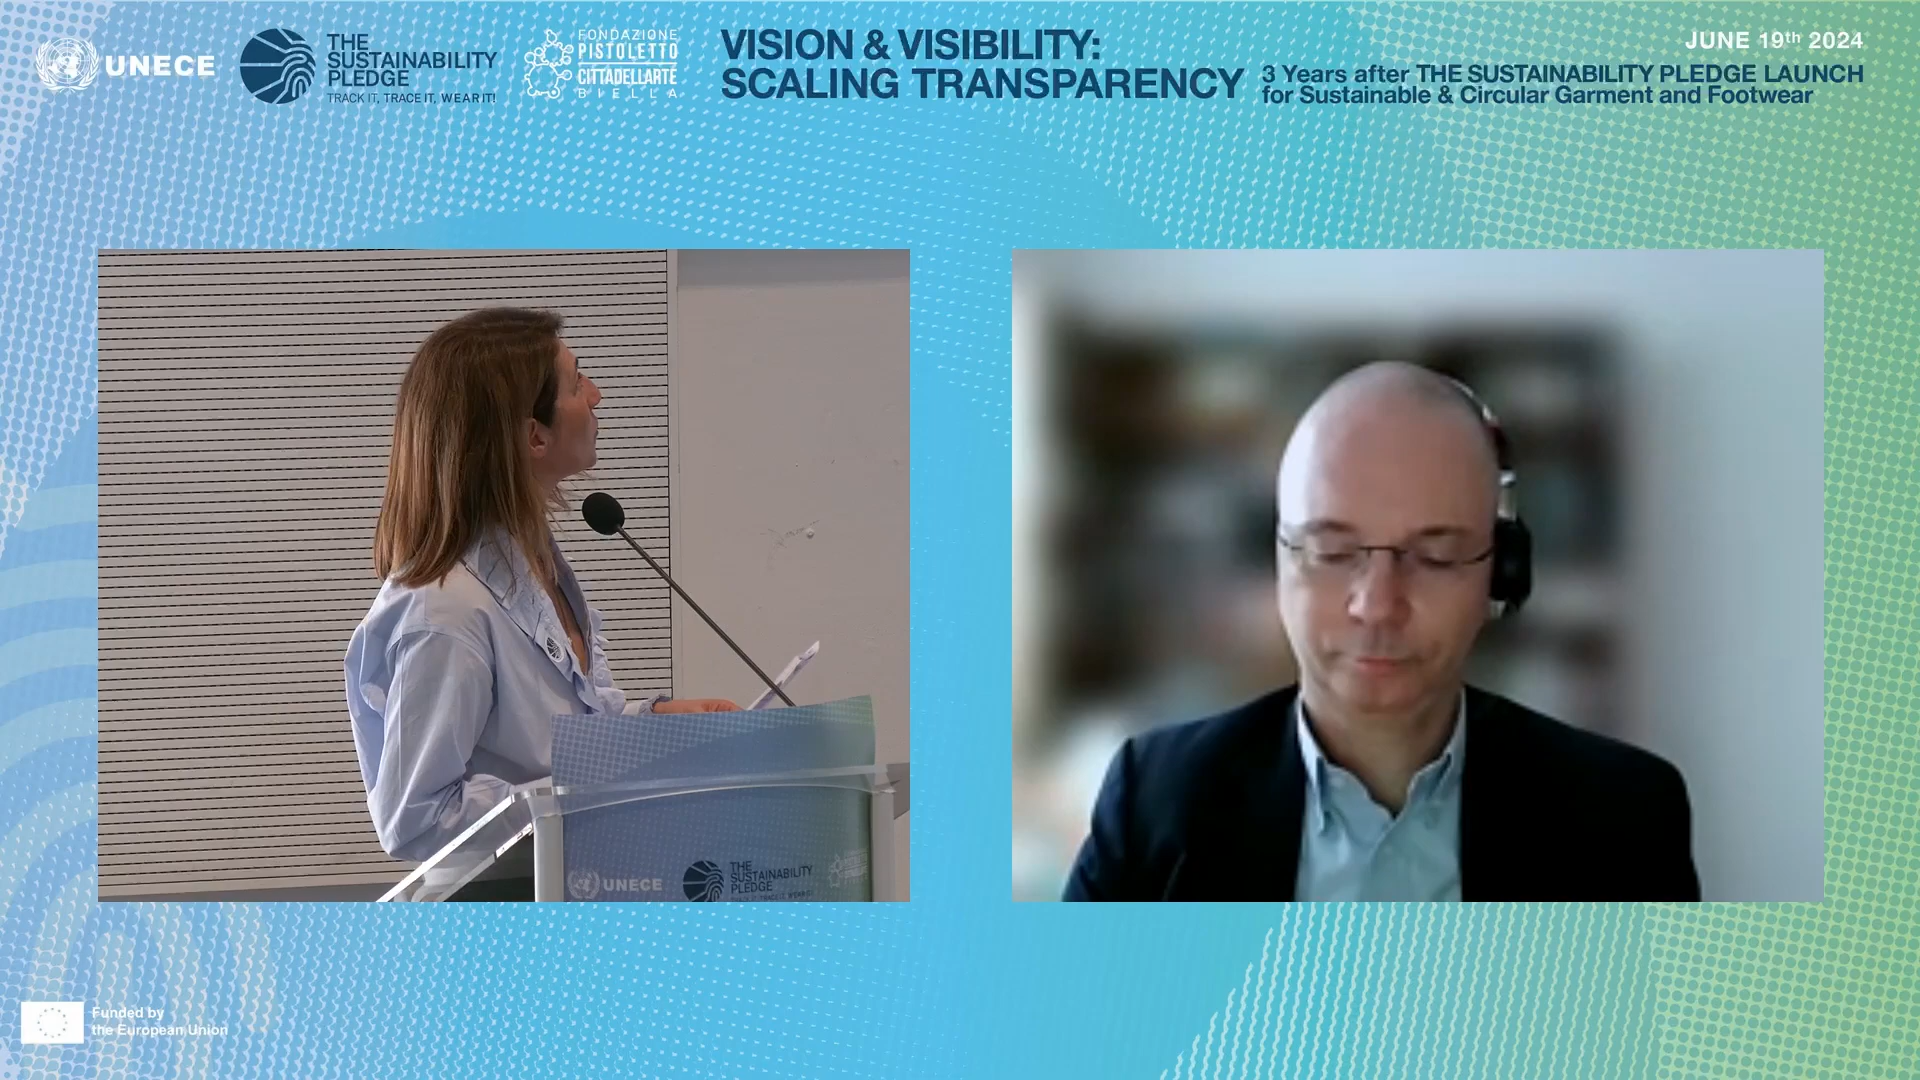 UNECE
THE
SUSTAINABILITY
PLEDGE
TRACK IT, TRACE IT, WEAR IT!
FONDAZIONE
PISTOLETTO
CITTADELLARTE
BIELLA
VISION & VISIBILITY:
SCALING TRANSPARENCY
JUNE 19th 2024
3 Years after THE SUSTAINABILITY PLEDGE LAUNCH
for Sustainable & Circular Garment and Footwear
UNECE
THE
SUSTAINABILITY
PLEDGE
Funded by
the European Union